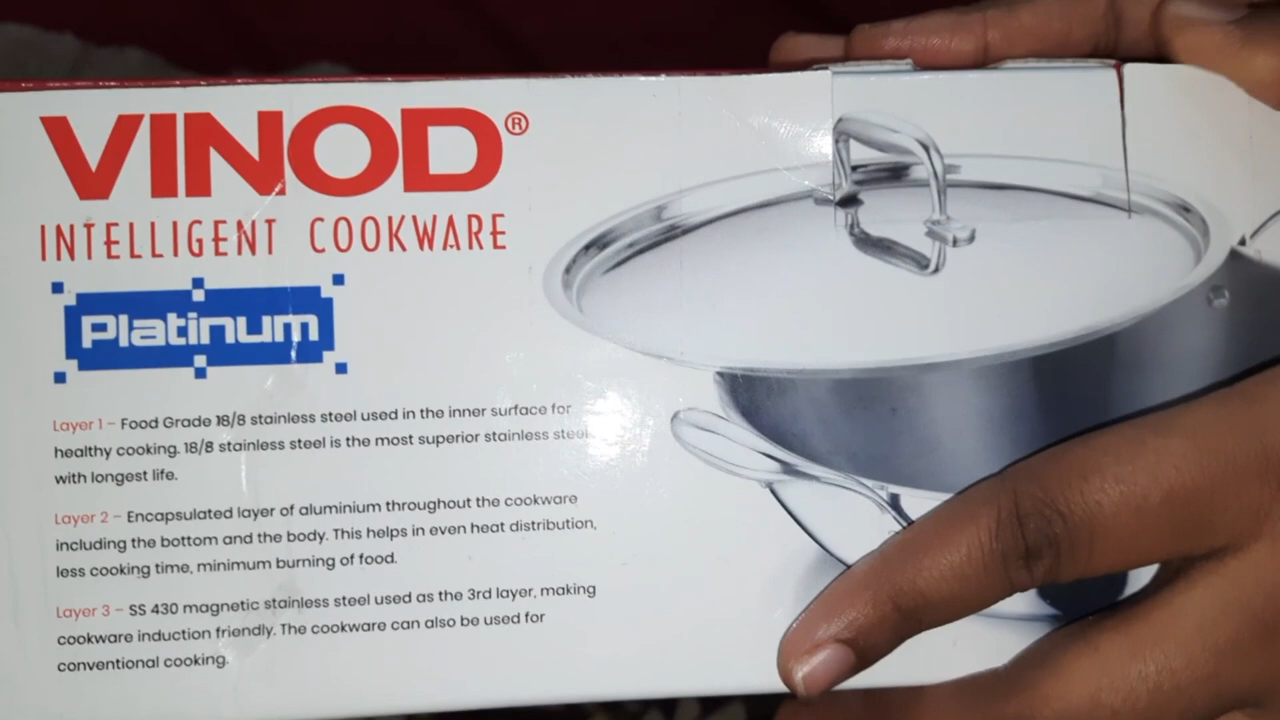 VINOD®
INTELLIGENT COOKWARE
Platinum
Layer 1 – Food Grade 18/8 stainless steel used in the inner surface for
healthy cooking. 18/8 stainless steel is the most superior stainless steel
with longest life.
Layer 2 – Encapsulated layer of aluminium throughout the cookware
including the bottom and the body. This helps in even heat distribution,
less cooking time, minimum burning of food.
Layer 3 – SS 430 magnetic stainless steel used as the 3rd layer, making
cookware induction friendly. The cookware can also be used for
conventional cooking.